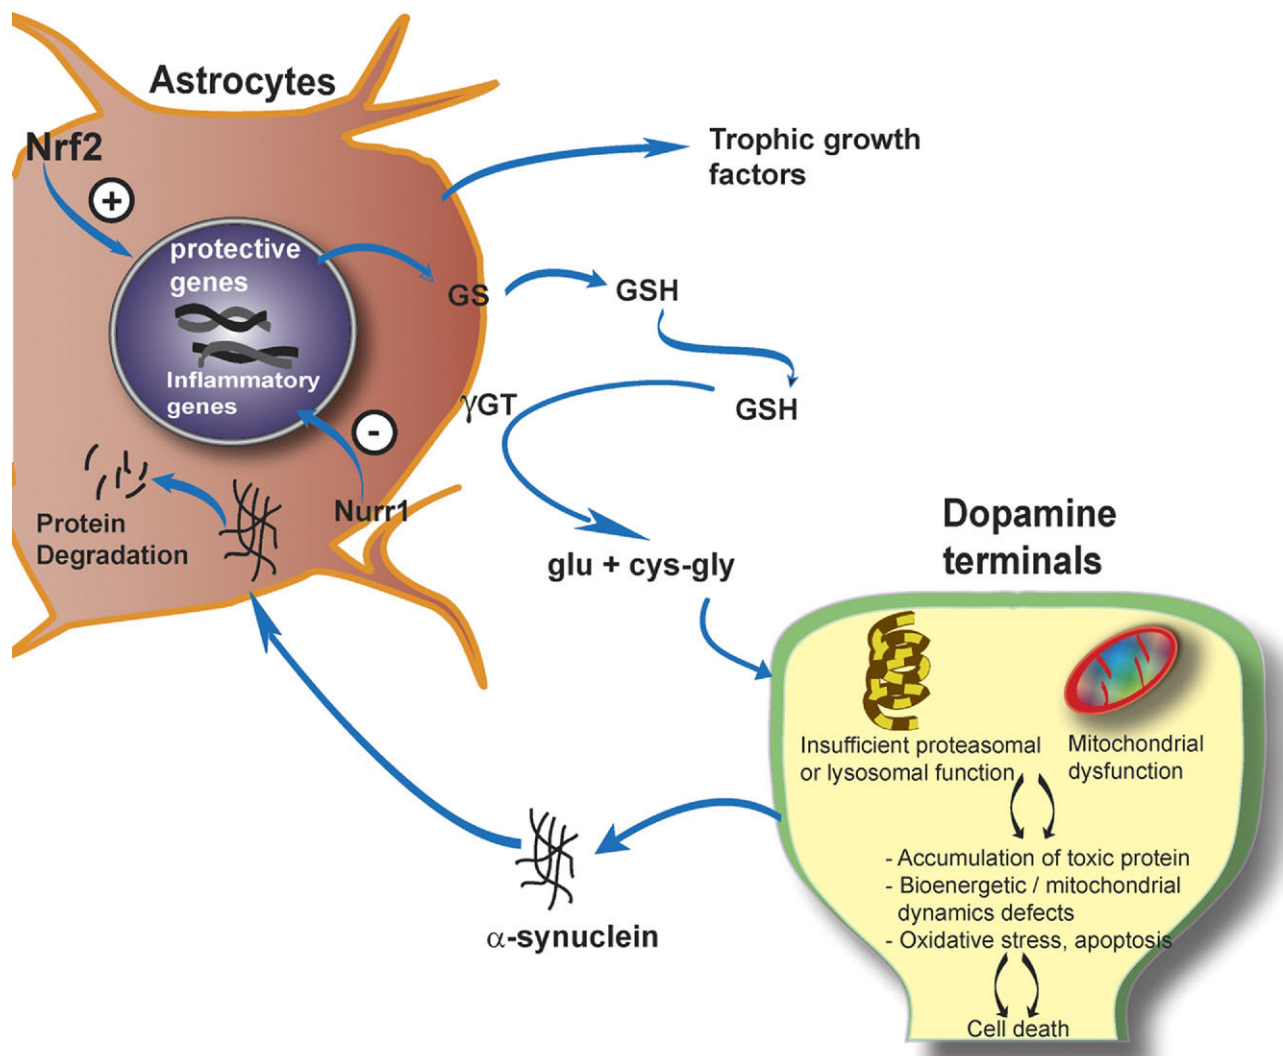 Astrocytes
Nrf2
+
Trophic growth
factors
protective
genes
GS
GSH
Inflammatory
genes
γGT
GSH
-
Nurr1
Protein
Degradation
glu + cys-gly
Dopamine
terminals
Insufficient proteasomal
or lysosomal function
Mitochondrial
dysfunction
- Accumulation of toxic protein
- Bioenergetic / mitochondrial
dynamics defects
- Oxidative stress, apoptosis
α-synuclein
Cell death